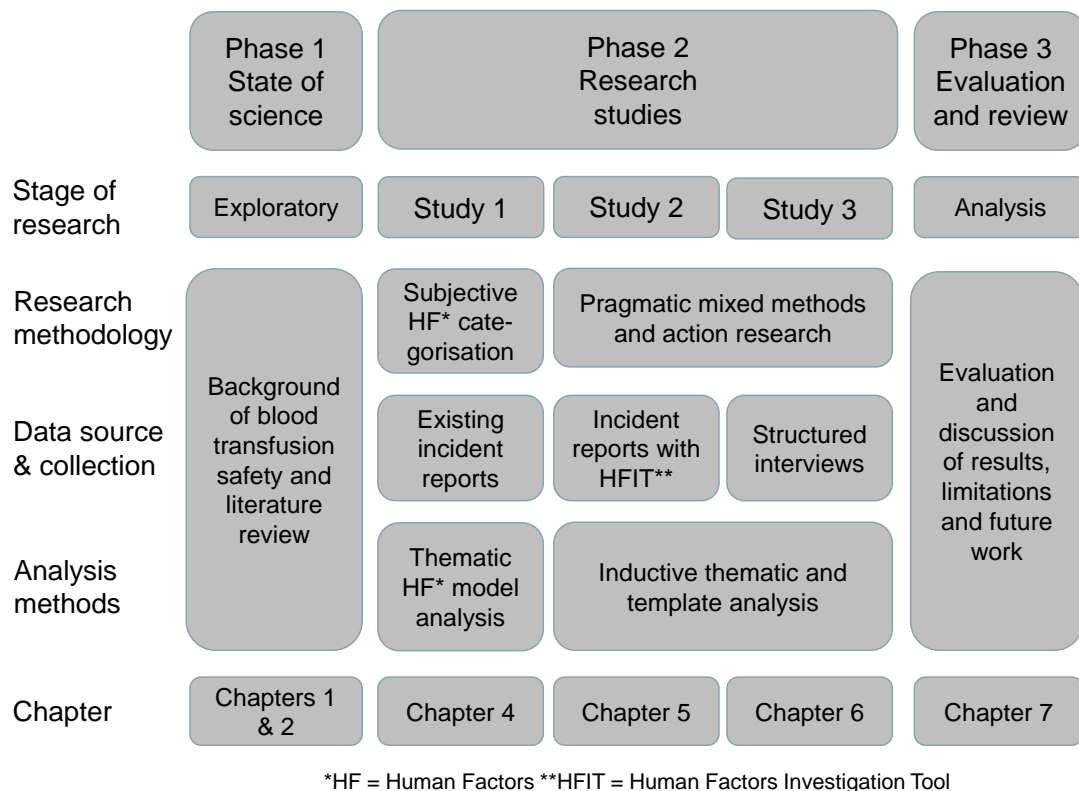 Phase 1
State of
science
Phase 2
Research
studies
Phase 3
Evaluation
and review
Stage of
research
Exploratory
Study 1
Study 2
Study 3
Analysis
Research
methodology
Subjective
HF* cate-
gorisation
Pragmatic mixed methods
and action research
Background
of blood
transfusion
safety and
literature
review
Evaluation
and
discussion
of results,
limitations
and future
work
Data source
& collection
Existing
incident
reports
Incident
reports with
HFIT**
Structured
interviews
Analysis
methods
Thematic
HF* model
analysis
Inductive thematic and
template analysis
Chapter
Chapters 1
& 2
Chapter 4
Chapter 5
Chapter 6
Chapter 7
*HF = Human Factors **HFIT = Human Factors Investigation Tool